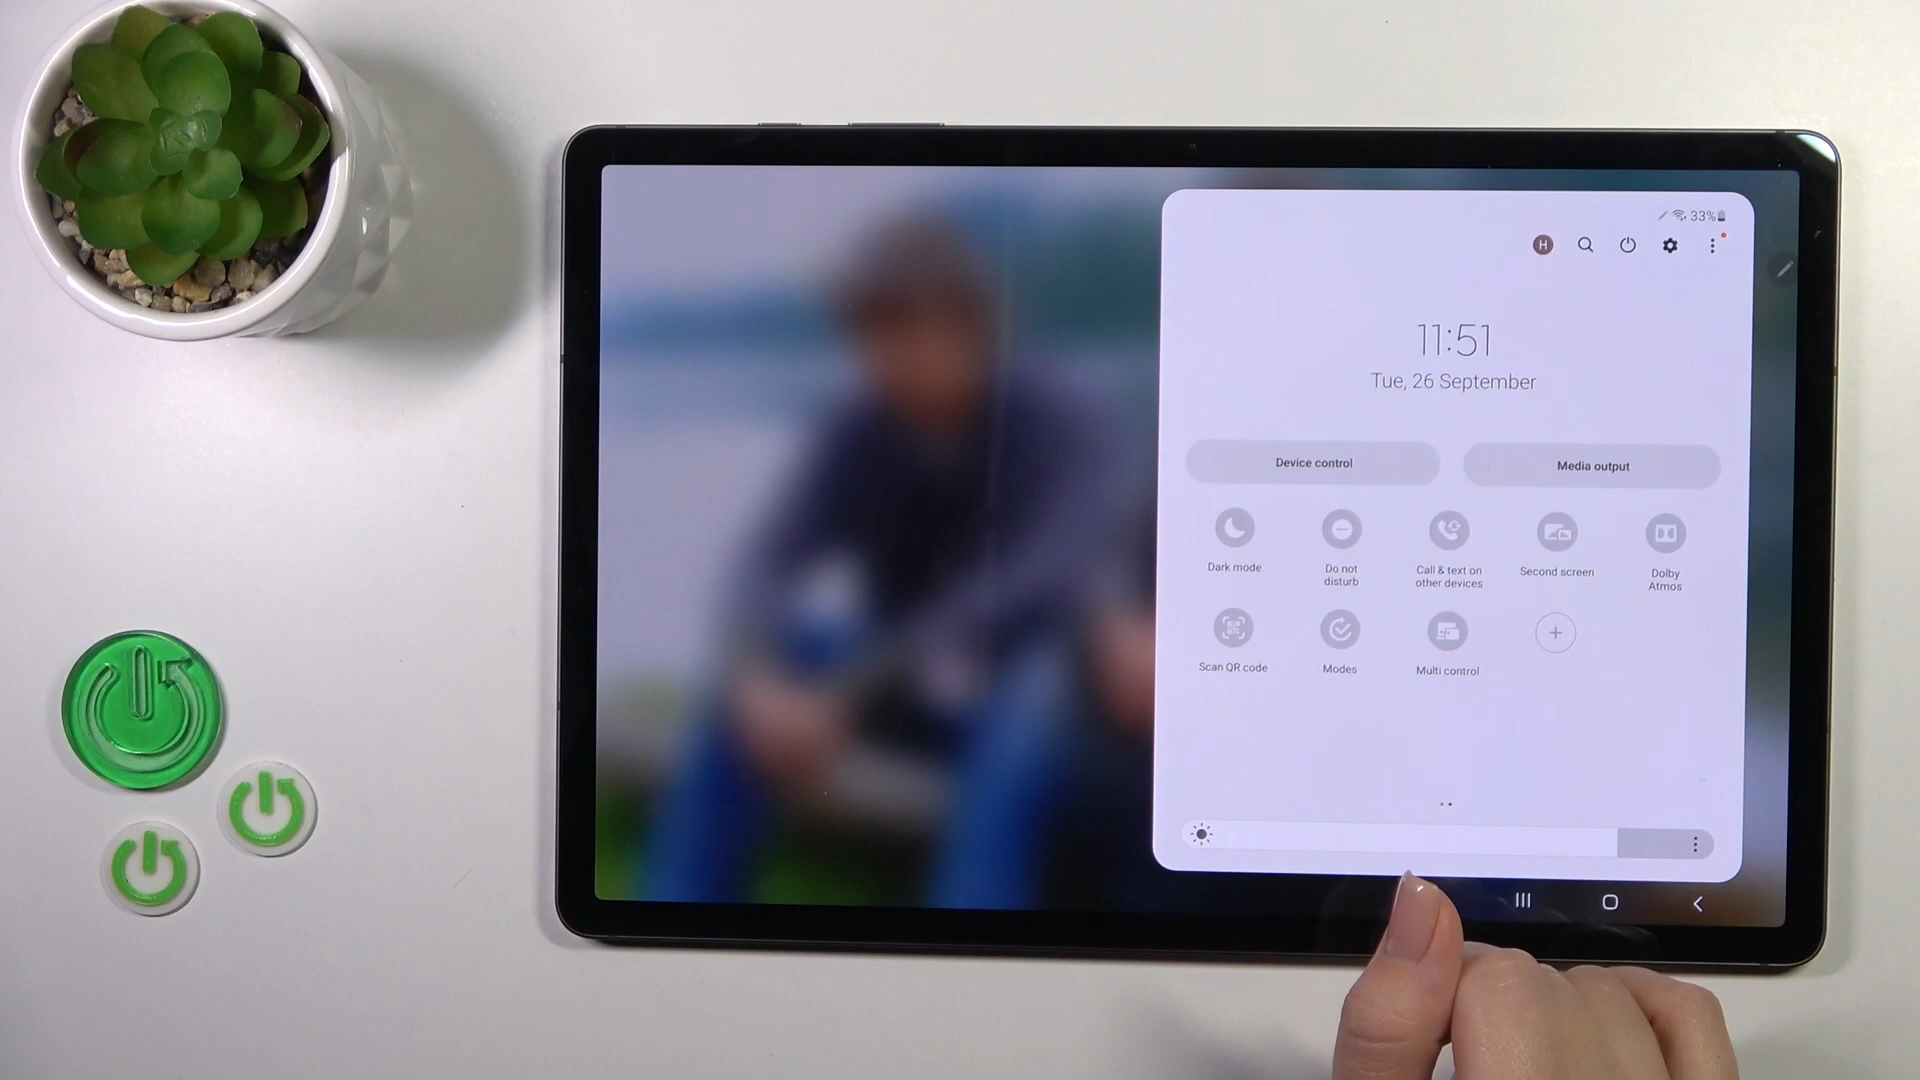 33%
H
11:51
Tue, 26 September
Device control
Media output
Dark mode
Do not
disturb
Call & text on
other devices
Second screen
Dolby
Atmos
Scan QR code
Modes
Multi control